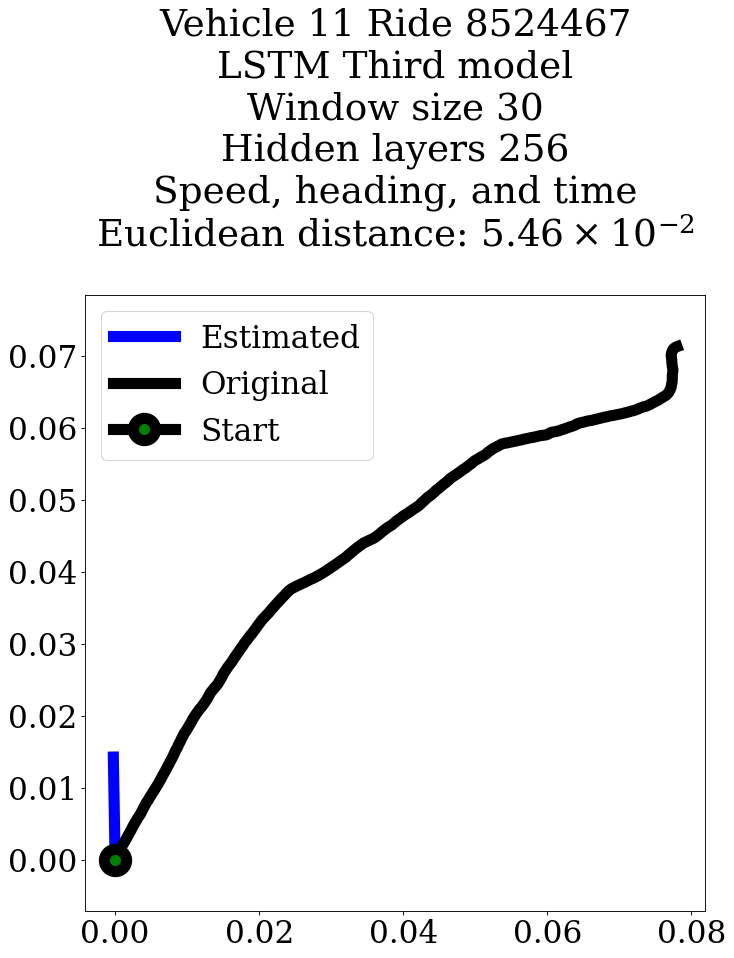 Vehicle 11 Ride 8524467
LSTM Third model
Window size 30
Hidden layers 256
Speed, heading, and time
Euclidean distance: 5.46 × 10⁻²
Estimated
Original
Start
0.07
0.06
0.05
0.04
0.03
0.02
0.01
0.00
0.00 0.02 0.04 0.06 0.08